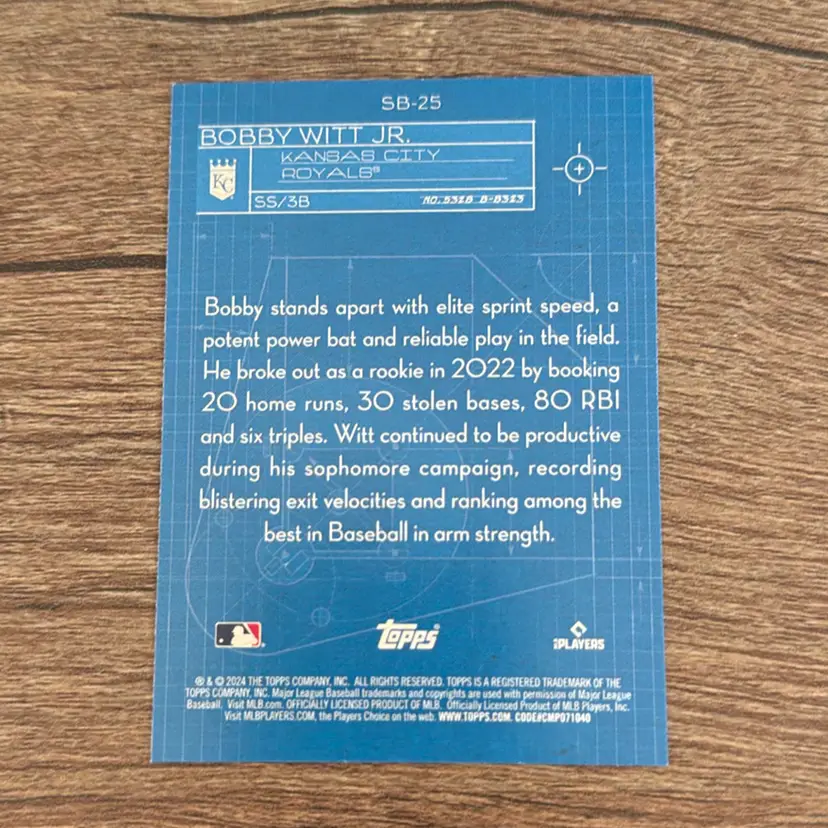 SB-25
BOBBY WITT JR.
KANSAS CITY
ROYALS®
KC
SS/3B
Bobby stands apart with elite sprint speed, a
potent power bat and reliable play in the field.
He broke out as a rookie in 2022 by booking
20 home runs, 30 stolen bases, 80 RBI
and six triples. Witt continued to be productive
during his sophomore campaign, recording
blistering exit velocities and ranking among the
best in Baseball in arm strength.
TOPPS®
PLAYERS
® & © 2024 THE TOPPS COMPANY, INC. ALL RIGHTS RESERVED. TOPPS IS A REGISTERED TRADEMARK OF THE
TOPPS COMPANY, INC. Major League Baseball trademarks and copyrights are used with permission of Major League
Baseball. Visit MLB.com. OFFICIALLY LICENSED PRODUCT OF MLB. Officially Licensed Product of MLB Players, Inc.
Visit MLBPLAYERS.COM, the Players Choice on the web. WWW.TOPPS.COM. CODE#CMP071040